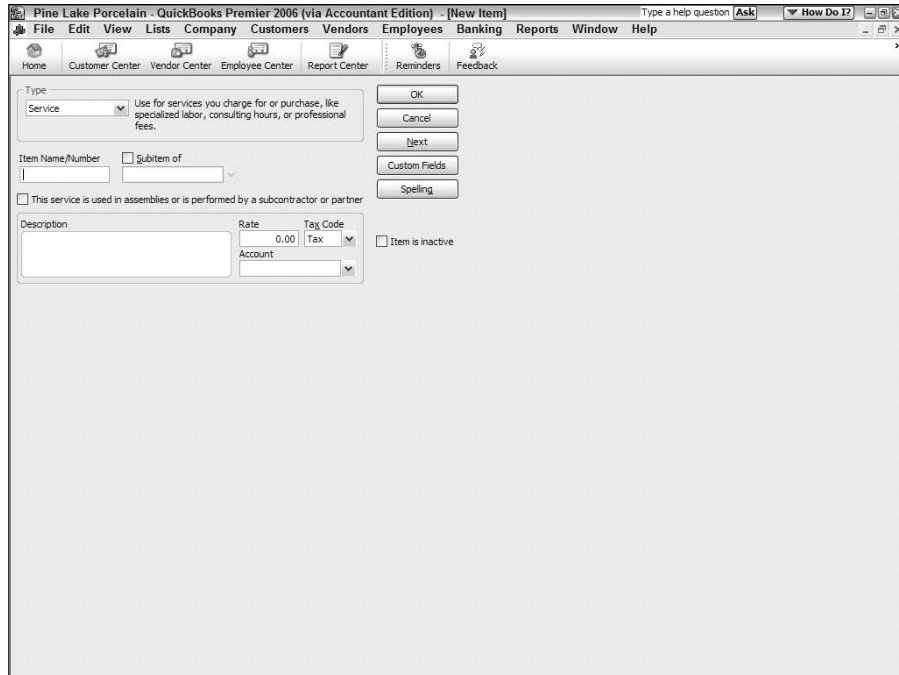 Pine Lake Porcelain - QuickBooks Premier 2006 (via Accountant Edition) - [New Item]
Type a help question Ask
How Do I?
File Edit View Lists Company Customers Vendors Employees Banking Reports Window Help
Home Customer Center Vendor Center Employee Center Report Center Reminders Feedback
Type
Service
Use for services you charge for or purchase, like
specialized labor, consulting hours, or professional
fees.
OK
Cancel
Next
Custom Fields
Spelling
Item Name/Number
Subitem of
This service is used in assemblies or is performed by a subcontractor or partner
Description
Rate
Tax Code
0.00
Tax
Account
Item is inactive